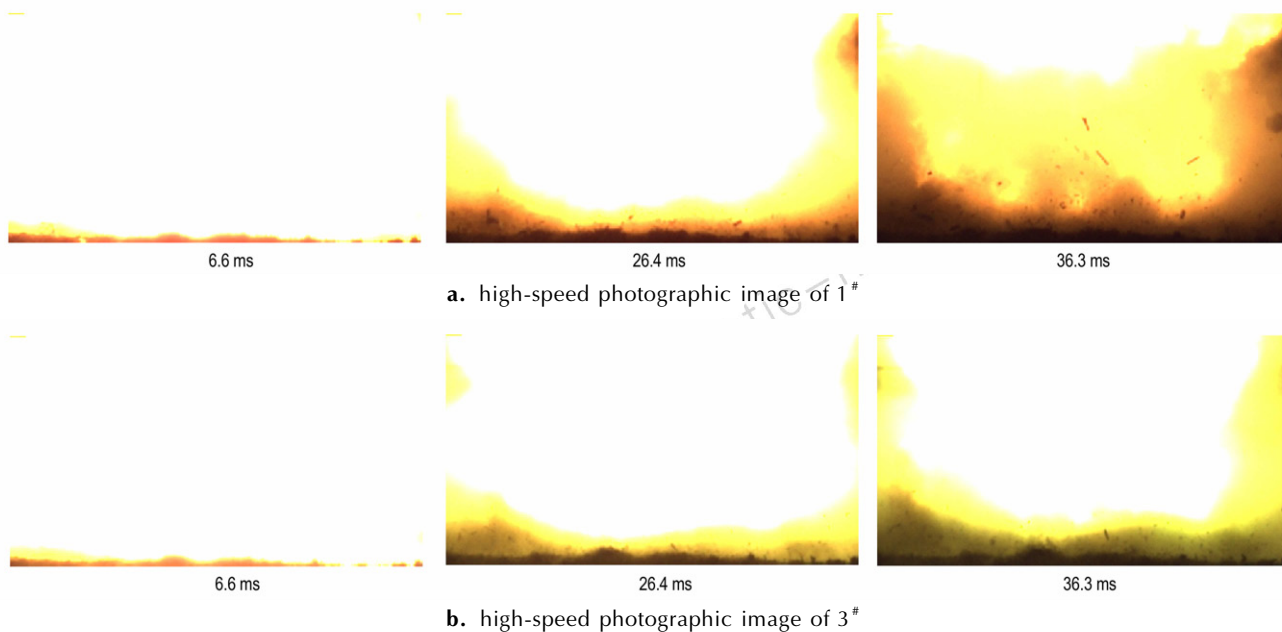 6.6 ms 26.4 ms 36.3 ms
a. high-speed photographic image of 1#
6.6 ms 26.4 ms 36.3 ms
b. high-speed photographic image of 3#